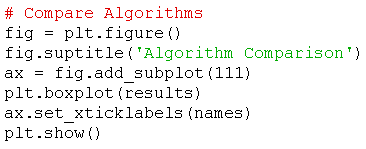 # Compare Algorithms
fig = plt.figure()
fig.suptitle('Algorithm Comparison')
ax = fig.add_subplot(111)
plt.boxplot(results)
ax.set_xticklabels(names)
plt.show()